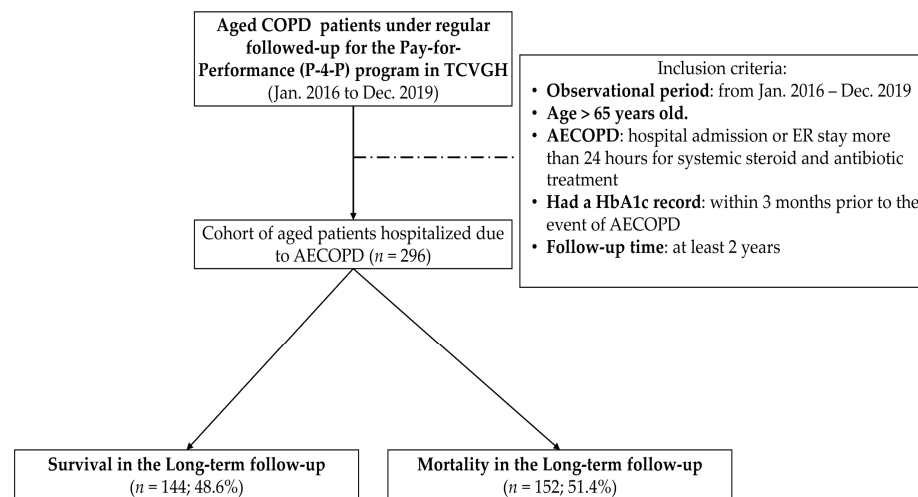 Aged COPD patients under regular
followed-up for the Pay-for-
Performance (P-4-P) program in TCVGH
(Jan. 2016 to Dec. 2019)
Inclusion criteria:
• Observational period: from Jan. 2016 – Dec. 2019
• Age > 65 years old.
• AECOPD: hospital admission or ER stay more
than 24 hours for systemic steroid and antibiotic
treatment
• Had a HbA1c record: within 3 months prior to the
event of AECOPD
• Follow-up time: at least 2 years
Cohort of aged patients hospitalized due
to AECOPD (n = 296)
Survival in the Long-term follow-up
(n = 144; 48.6%)
Mortality in the Long-term follow-up
(n = 152; 51.4%)